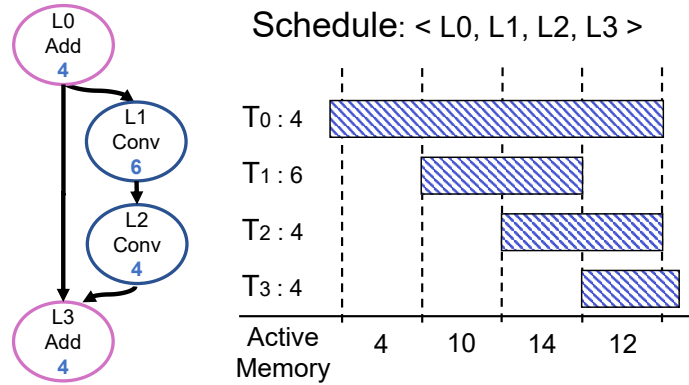 L0
Add
4
L1
Conv
6
L2
Conv
4
L3
Add
4
Schedule: < L0, L1, L2, L3 >
T0 : 4
T1 : 6
T2 : 4
T3 : 4
Active
Memory
4 10 14 12